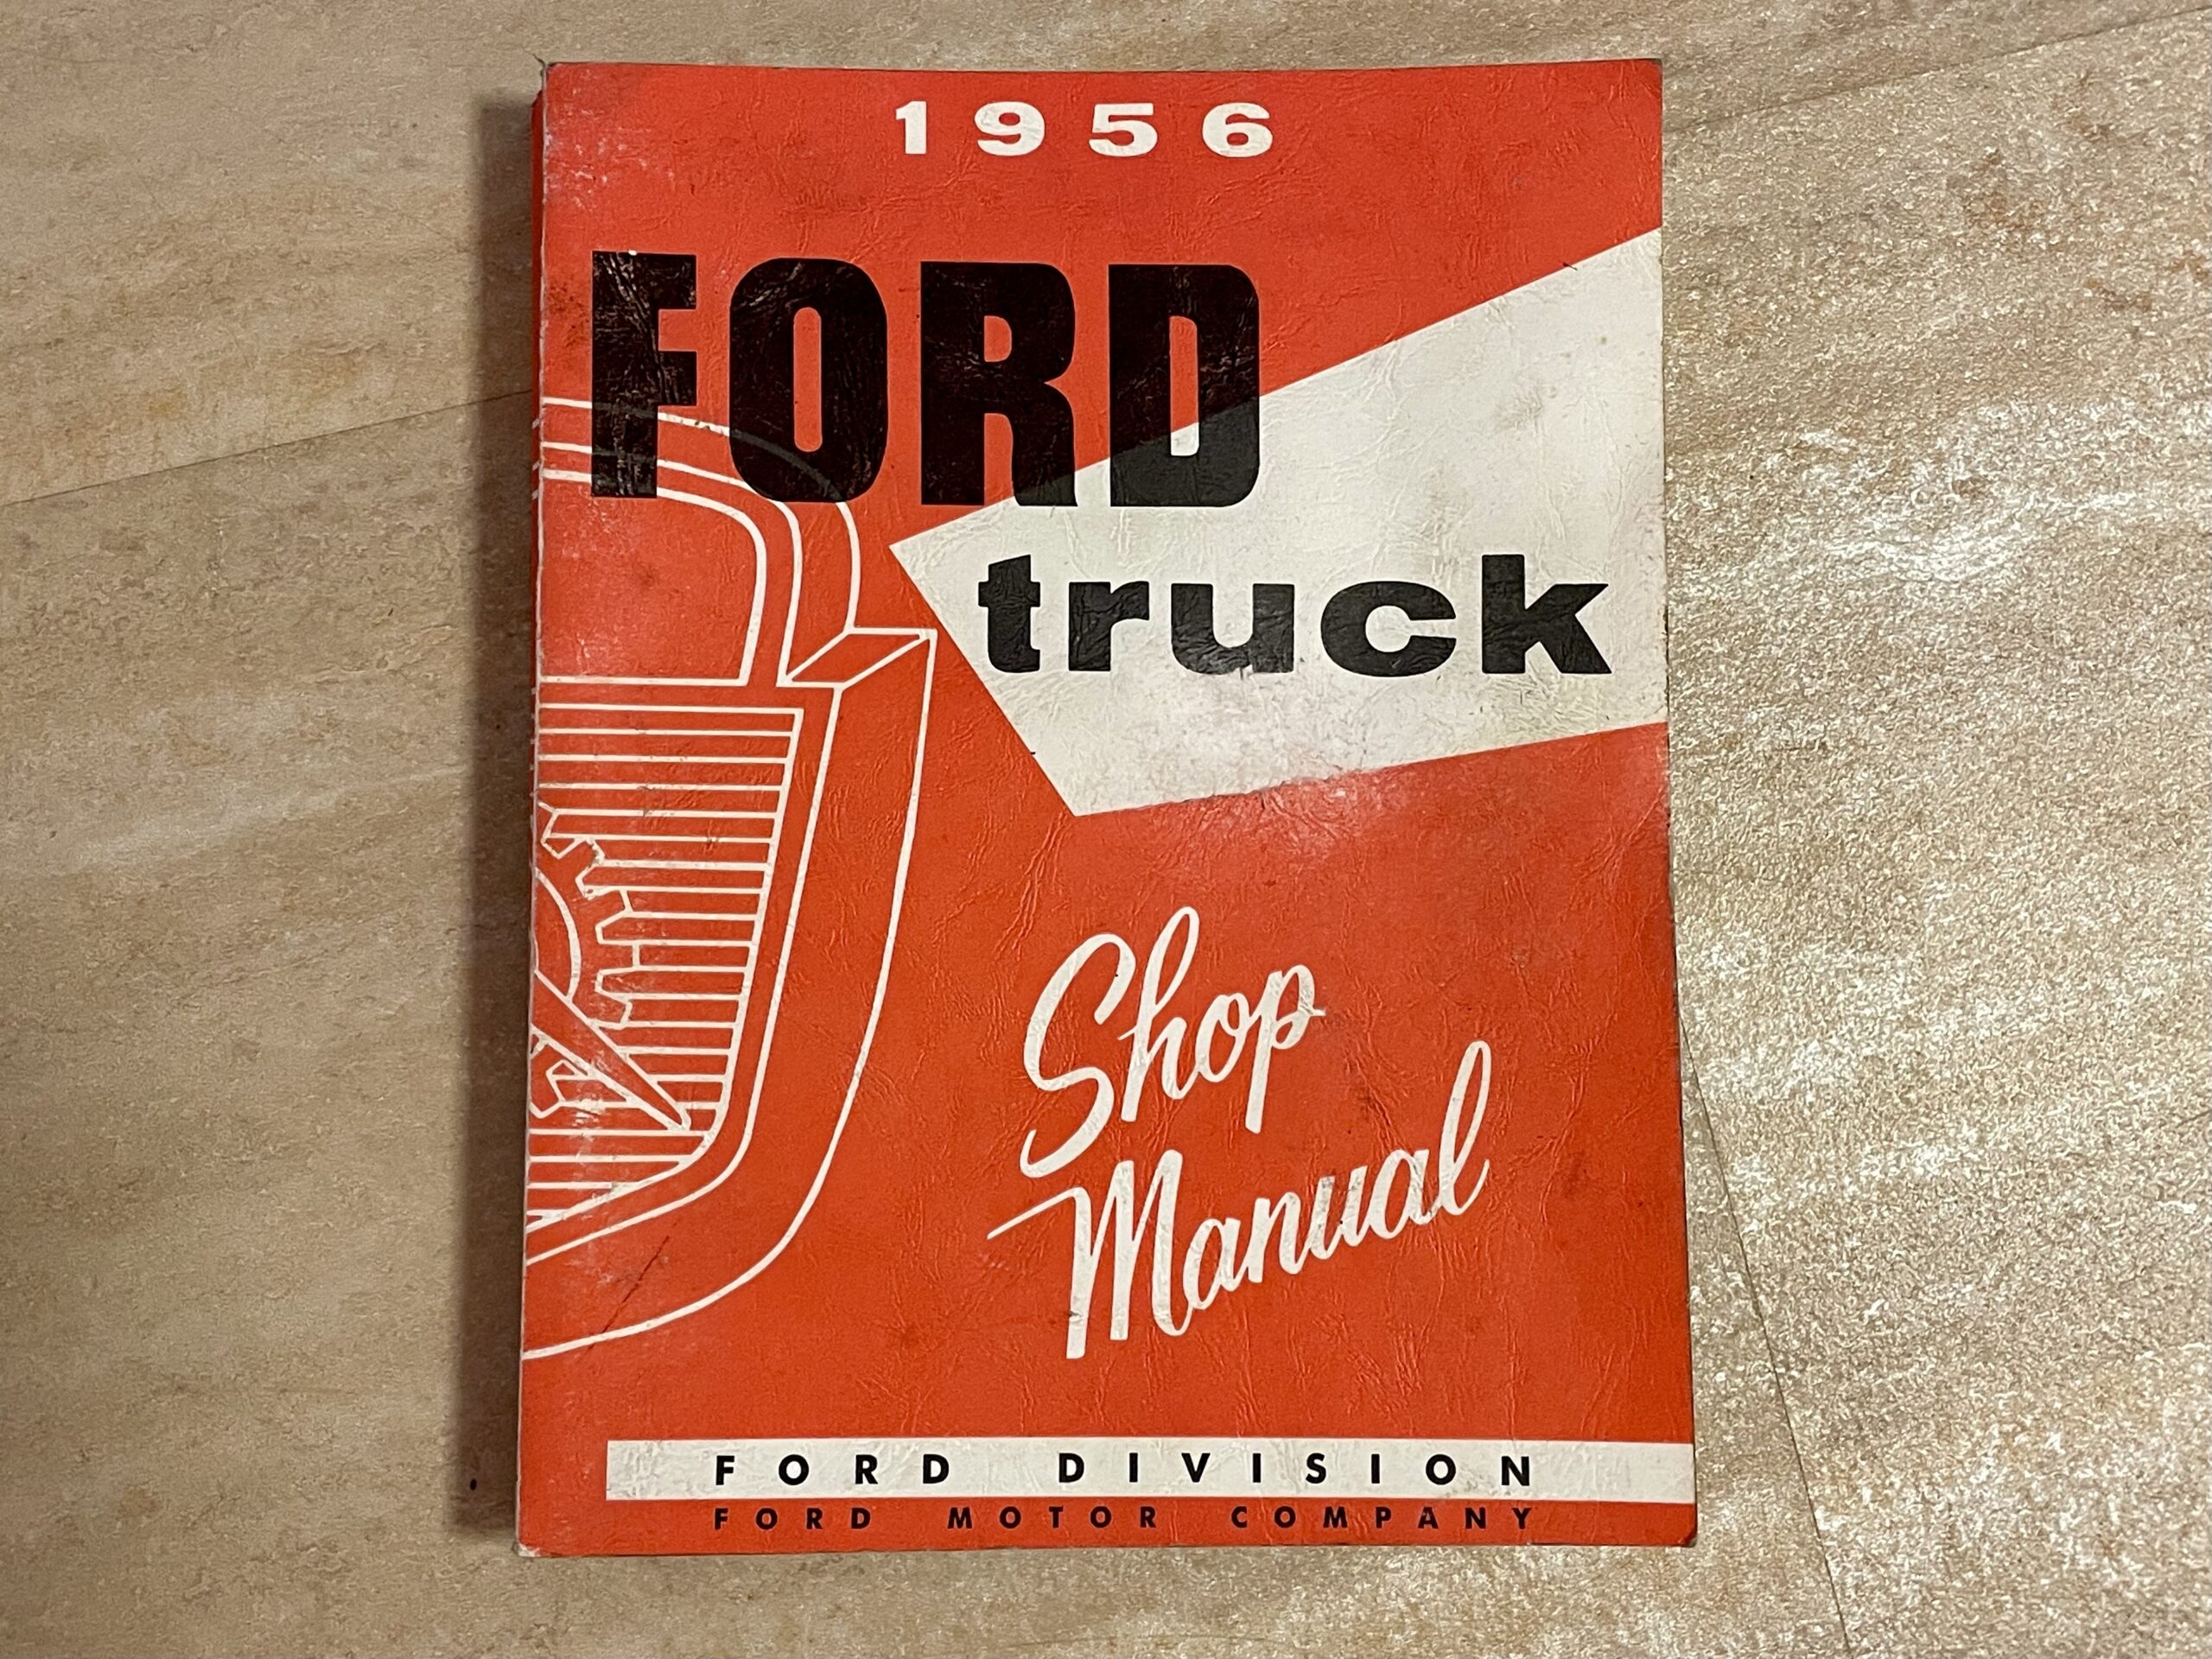 1956
FORD
truck
Shop
Manual
FORD DIVISION
FORD MOTOR COMPANY